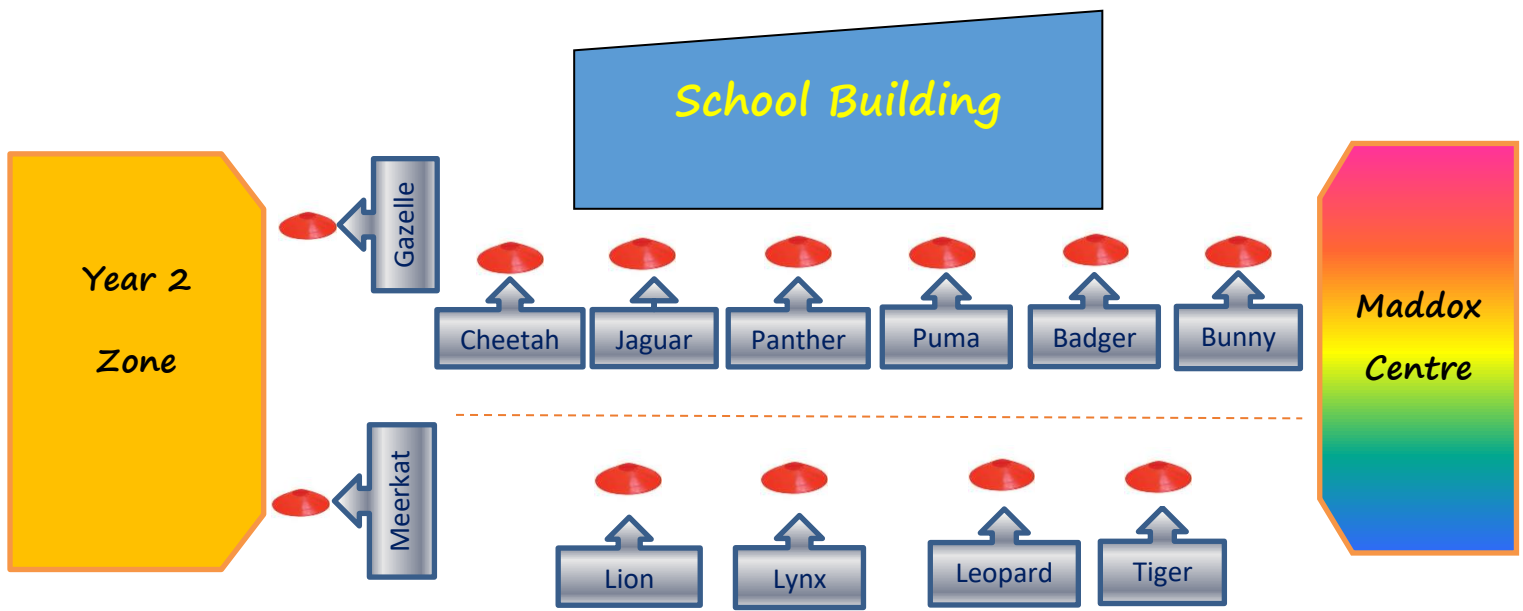 School Building
Gazelle
Year 2
Zone
Cheetah
Jaguar
Panther
Puma
Badger
Bunny
Maddox
Centre
Meerkat
Lion
Lynx
Leopard
Tiger